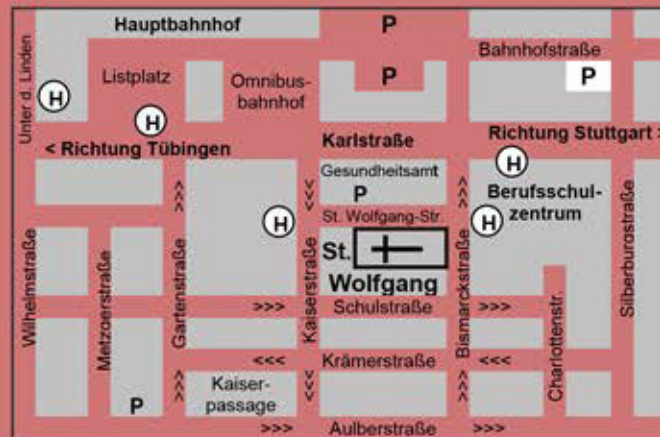 Hauptbahnhof
P
Bahnhofstraße
Unter d. Linden
Listplatz
Omnibus-
bahnhof
P
P
H
H
Karlstraße
Richtung Stuttgart >
< Richtung Tübingen
H
Gesundheitsamt
P
Berufsschul-
zentrum
>>>
<<<
>>>
H
St. Wolfgang-Str.
H
St.
Wolfgang
Wilhelmstraße
Metzoerstraße
Gartenstraße
Kaiserstraße
Bismarckstraße
Charlottenstr.
Silberburgstraße
>>> Schulstraße >>>
<<< Krämerstraße <<<
>>>
<<<
>>>
Kaiser-
passage
P
>>> Aulberstraße >>>